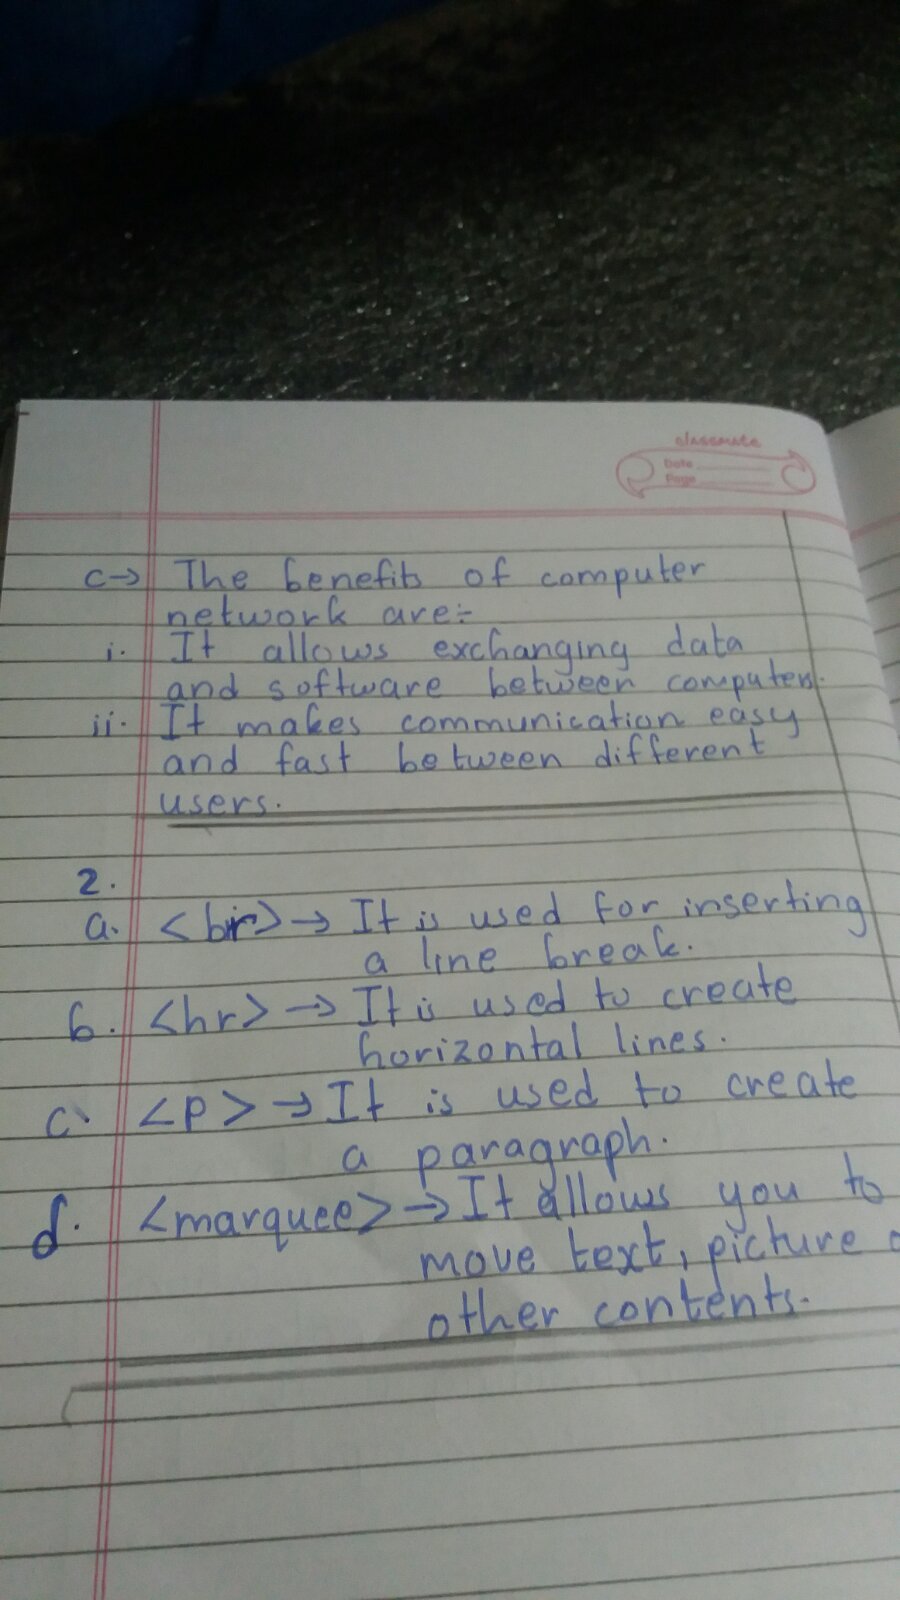 classmate
Date
Page
c→ The benefits of computer
network are:-
i. It allows exchanging data
and software between computers.
ii. It makes communication easy
and fast between different
users.
2.
a. <br> → It is used for inserting
a line break.
b. <hr> → It is used to create
horizontal lines.
c. <p> → It is used to create
a paragraph.
d. <marquee> → It allows you to
move text, picture
other contents.